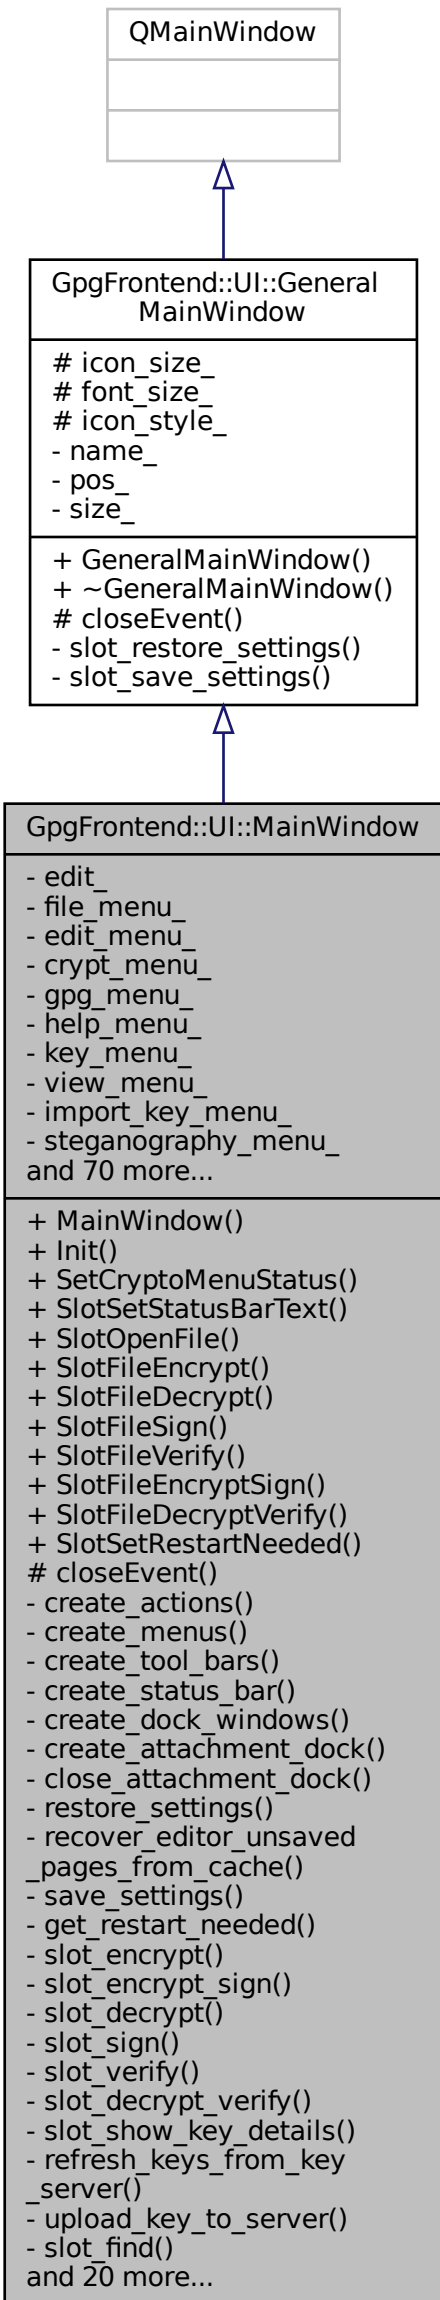 QMainWindow
GpgFrontend::UI::General
MainWindow
# icon_size_
# font_size_
# icon_style_
- name_
- pos_
- size_
+ GeneralMainWindow()
+ ~GeneralMainWindow()
# closeEvent()
- slot_restore_settings()
- slot_save_settings()
GpgFrontend::UI::MainWindow
- edit_
- file_menu_
- edit_menu_
- crypt_menu_
- gpg_menu_
- help_menu_
- key_menu_
- view_menu_
- import_key_menu_
- steganography_menu_
and 70 more...
+ MainWindow()
+ Init()
+ SetCryptoMenuStatus()
+ SlotSetStatusBarText()
+ SlotOpenFile()
+ SlotFileEncrypt()
+ SlotFileDecrypt()
+ SlotFileSign()
+ SlotFileVerify()
+ SlotFileEncryptSign()
+ SlotFileDecryptVerify()
+ SlotSetRestartNeeded()
# closeEvent()
- create_actions()
- create_menus()
- create_tool_bars()
- create_status_bar()
- create_dock_windows()
- create_attachment_dock()
- close_attachment_dock()
- restore_settings()
- recover_editor_unsaved
_pages_from_cache()
- save_settings()
- get_restart_needed()
- slot_encrypt()
- slot_encrypt_sign()
- slot_decrypt()
- slot_sign()
- slot_verify()
- slot_decrypt_verify()
- slot_show_key_details()
- refresh_keys_from_key
_server()
- upload_key_to_server()
- slot_find()
and 20 more...